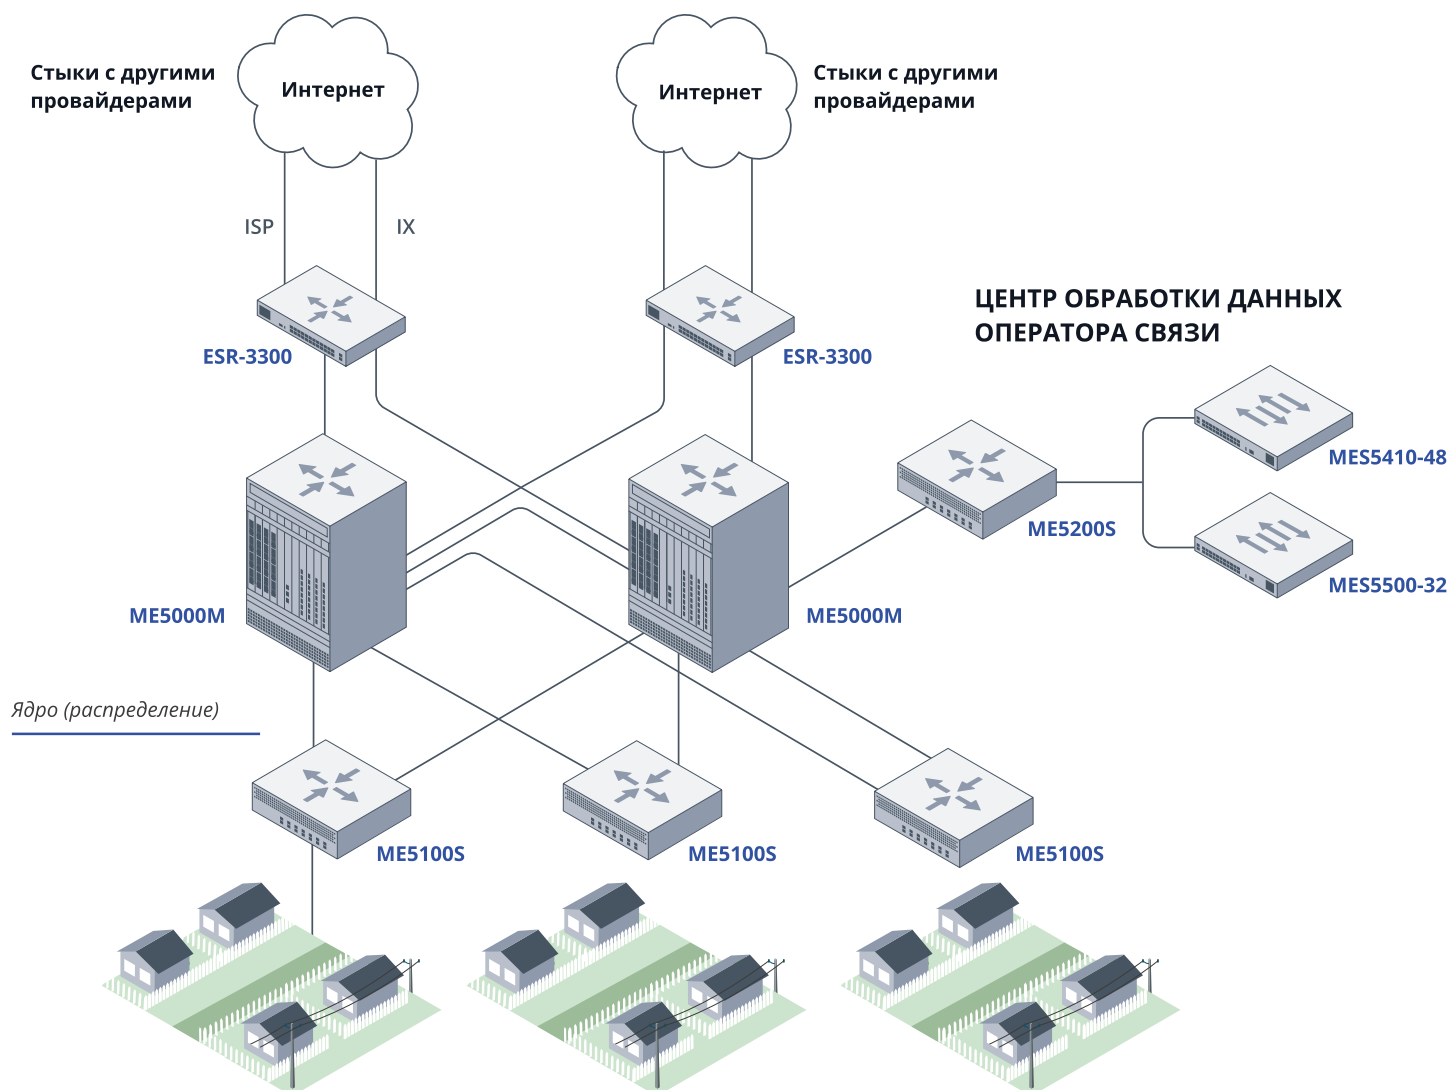 Стыки с другими
провайдерами
Интернет
Интернет
Стыки с другими
провайдерами
ISP
IX
ЦЕНТР ОБРАБОТКИ ДАННЫХ
ОПЕРАТОРА СВЯЗИ
ESR-3300
ESR-3300
MES5410-48
ME5200S
MES5500-32
ME5000M
ME5000M
Ядро (распределение)
ME5100S
ME5100S
ME5100S